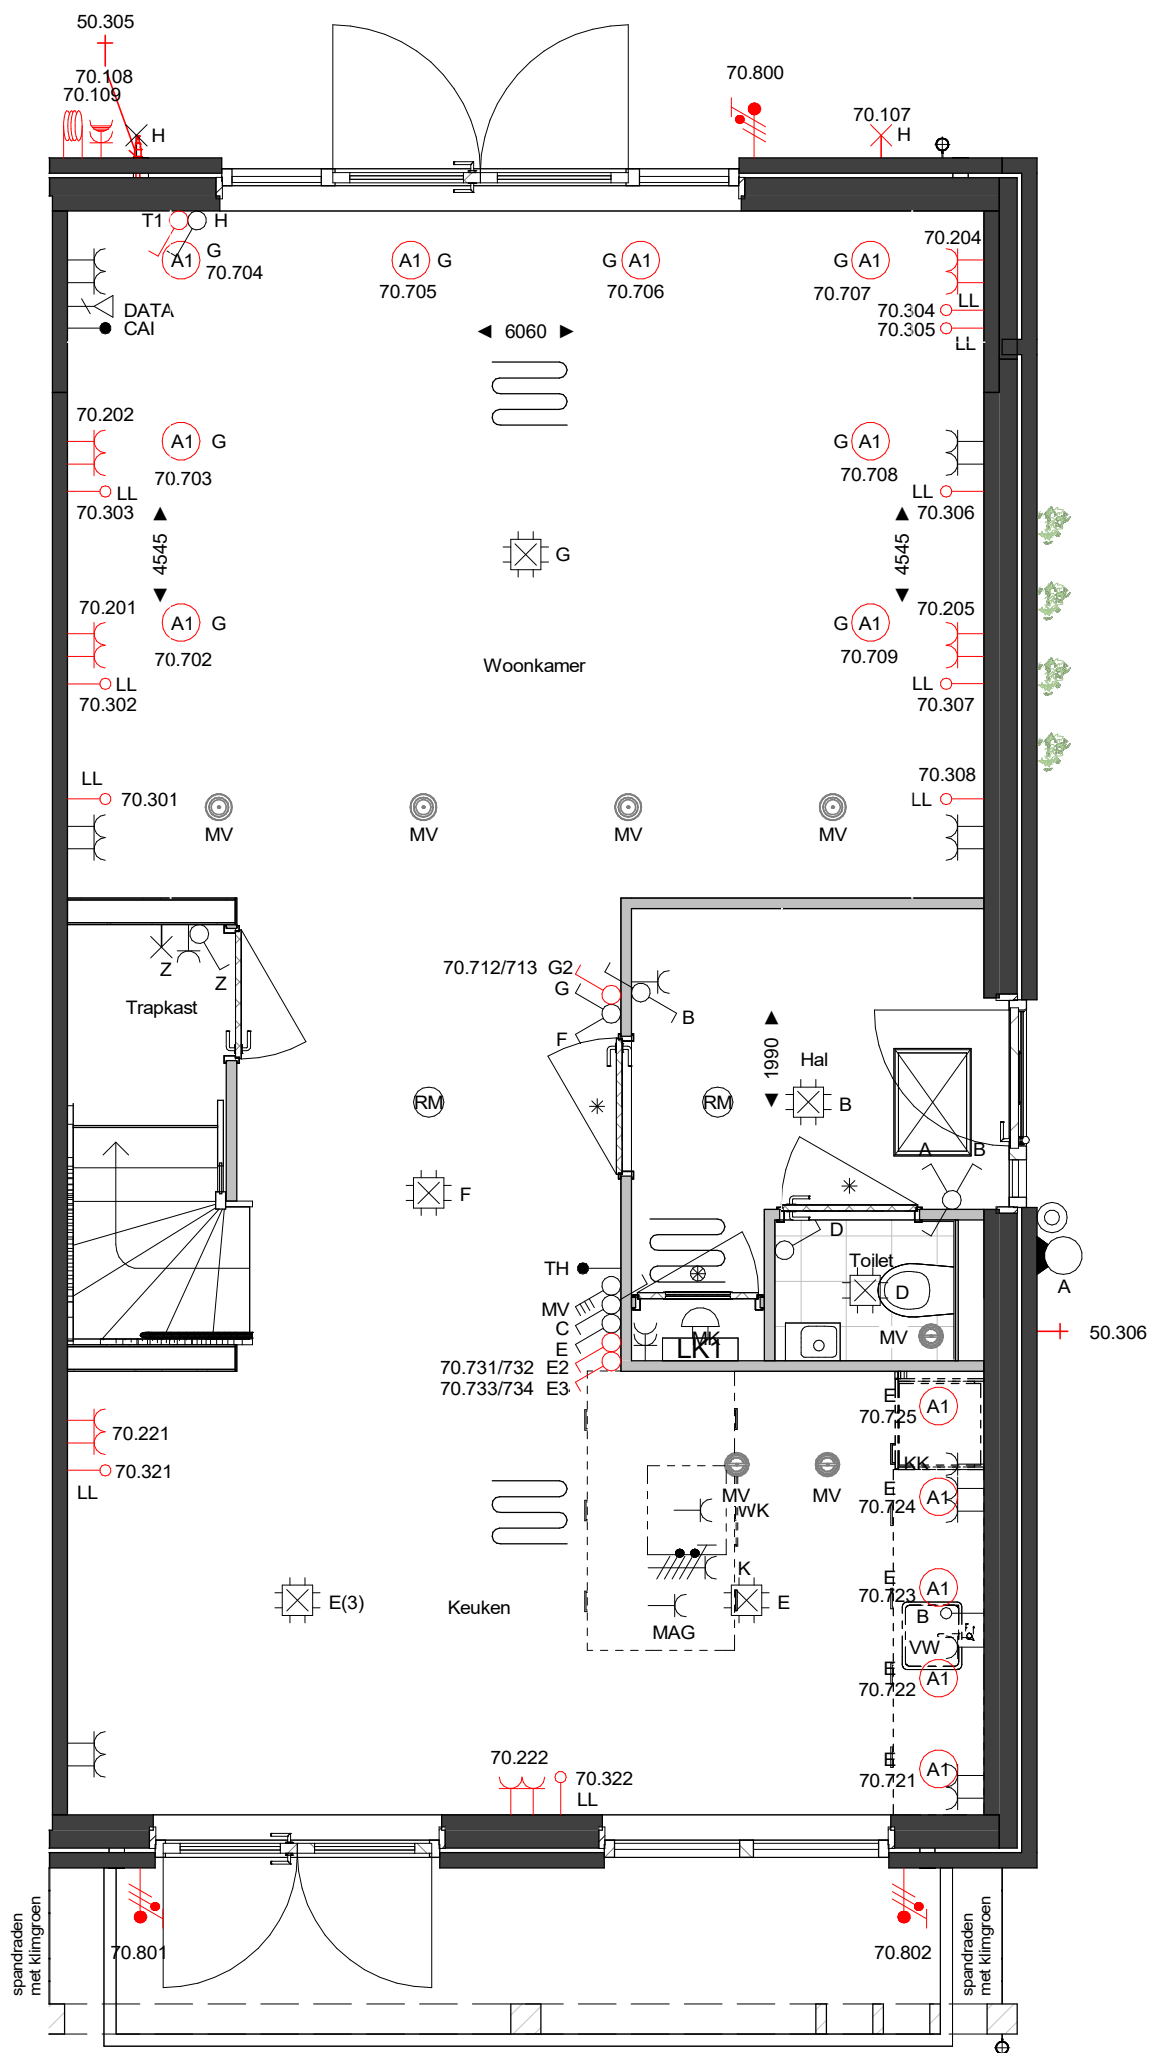 50.305
70.108
70.109
H
70.800
70.107
H
T1 H
A1 G
70.704
A1 G
70.705
G A1
70.706
G A1
70.707
70.204
LL
70.304
70.305
LL
DATA
CAI
6060
70.202
A1 G
70.703
LL
70.303
G A1
70.708
LL
70.306
4545
4545
G
70.201
A1 G
70.702
LL
70.302
G A1
70.709
70.205
LL
70.307
Woonkamer
LL
70.301
70.308
LL
MV
MV
MV
MV
Z
Z
Trapkast
70.712/713 G2
G
F
B
1990
Hal
B
RM
RM
F
A B
D
Toilet
D
MV
A
50.306
TH
MV
C
E
70.731/732 E2
70.733/734 E3
MK
LK1
70.221
70.321
LL
E
70.725
A1
KK
MV
MV
WK
E
70.724
A1
K
E(3)
Keuken
MAG
E
E
70.723
A1
B
VW
E
70.722
A1
70.222
70.322
LL
E
70.721
A1
70.801
70.802
spandraden
met klimgroen
spandraden
met klimgroen